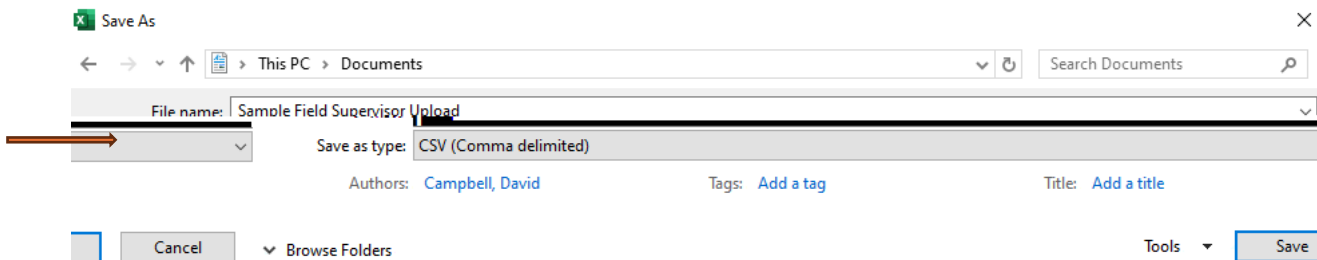 Save As
This PC > Documents
Search Documents
File name: Sample Field Supervisor Upload
Save as type: CSV (Comma delimited)
Authors: Campbell, David Tags: Add a tag Title: Add a title
Cancel Browse Folders Tools Save